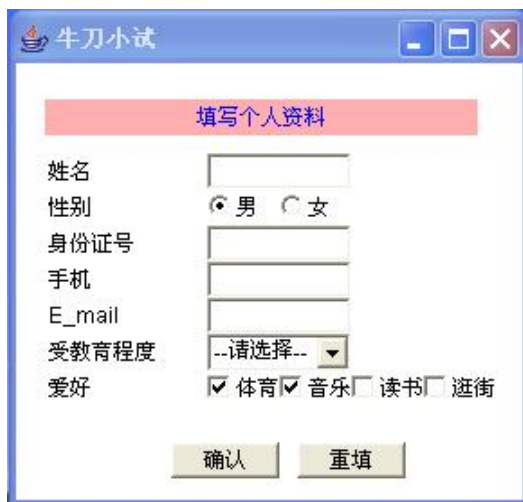 牛刀小试
填写个人资料
姓名
性别 男 女
身份证号
手机
E_mail
受教育程度 --请选择--
爱好 体育 音乐 读书 逛街
确认 重填